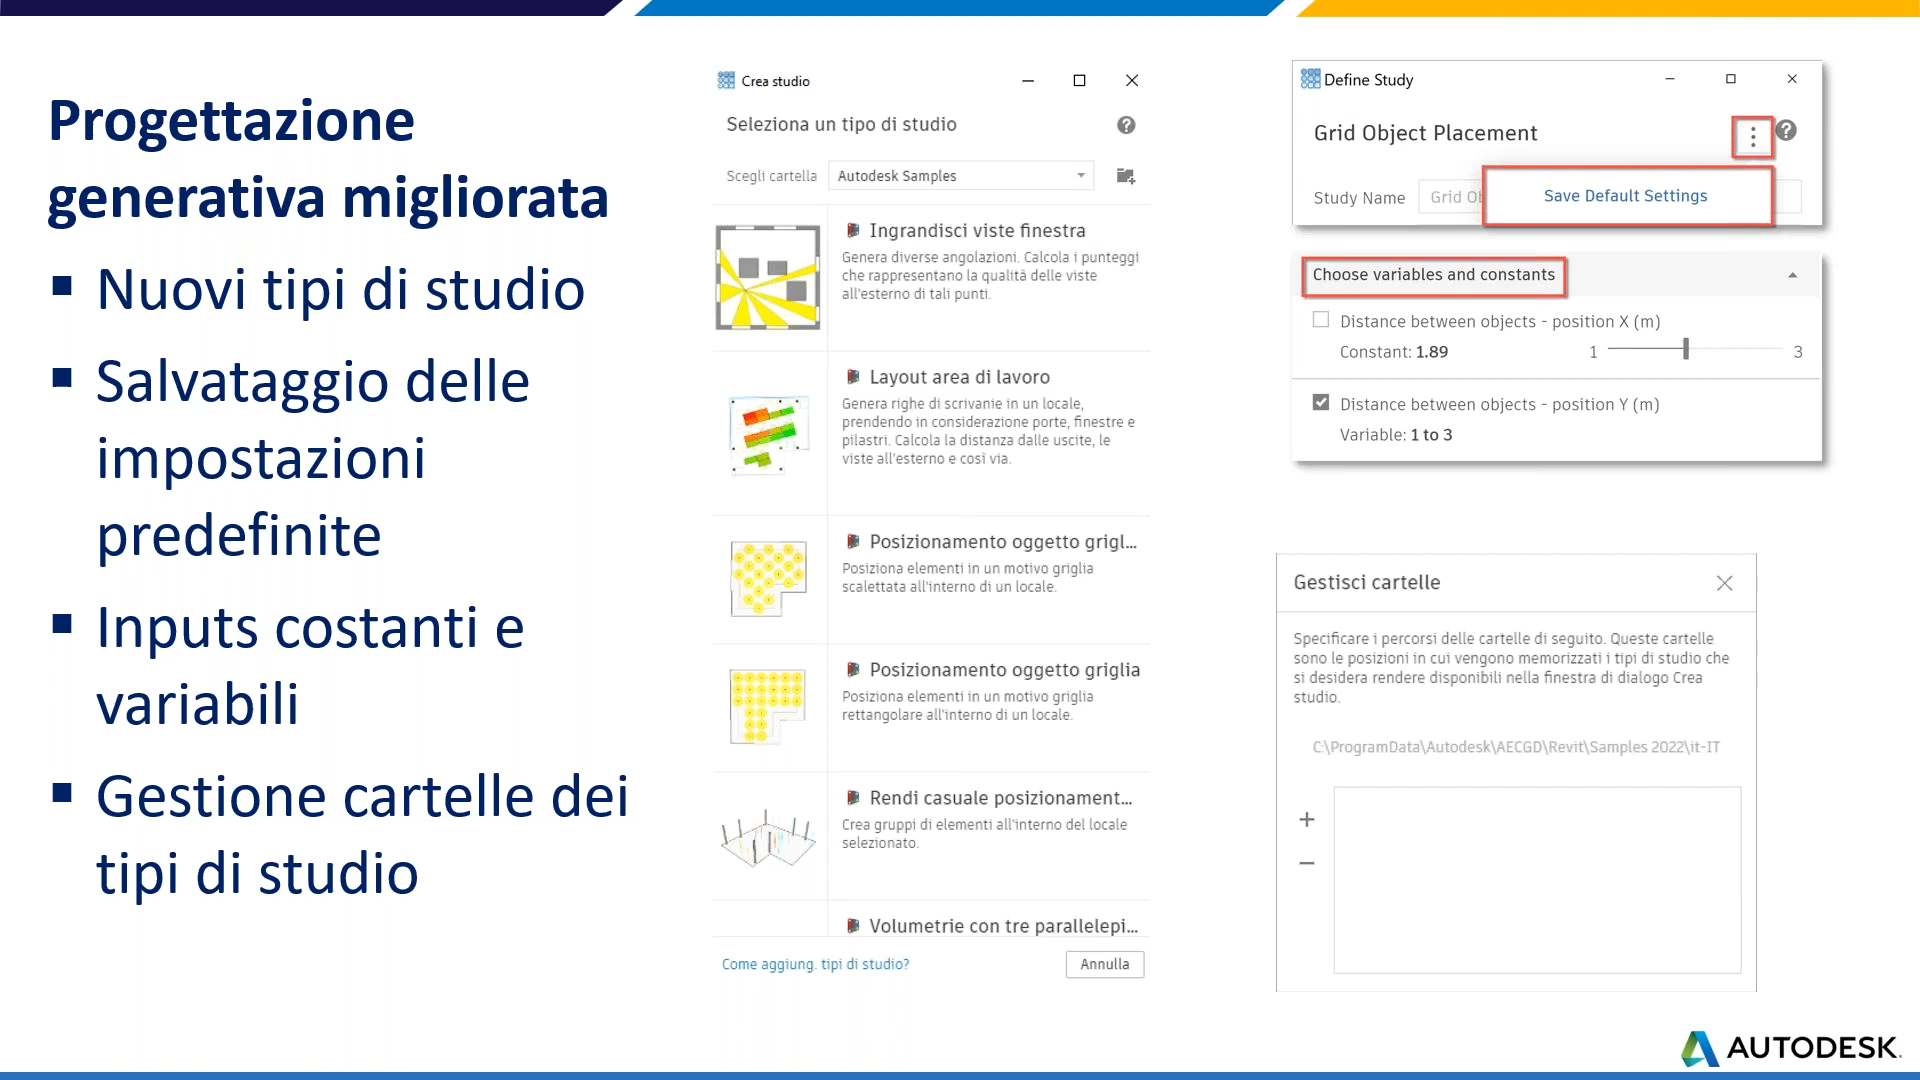 Progettazione
generativa migliorata
▪ Nuovi tipi di studio
▪ Salvataggio delle
impostazioni
predefinite
▪ Inputs costanti e
variabili
▪ Gestione cartelle dei
tipi di studio
Crea studio
Seleziona un tipo di studio
Scegli cartella Autodesk Samples
Ingrandisci viste finestra
Genera diverse angolazioni. Calcola i punteggi
che rappresentano la qualità delle viste
all'esterno di tali punti.
Layout area di lavoro
Genera righe di scrivanie in un locale,
prendendo in considerazione porte, finestre e
pilastri. Calcola la distanza dalle uscite, le
viste all'esterno e così via.
Posizionamento oggetto grigl...
Posiziona elementi in un motivo griglia
scalettata all'interno di un locale.
Posizionamento oggetto griglia
Posiziona elementi in un motivo griglia
rettangolare all'interno di un locale.
Rendi casuale posizionament...
Crea gruppi di elementi all'interno del locale
selezionato.
Volumetrie con tre parallelepi...
Come aggiung. tipi di studio?
Annulla
Define Study
Grid Object Placement
Study Name Grid Ob
Save Default Settings
Choose variables and constants
Distance between objects - position X (m)
Constant: 1.89 1 3
Distance between objects - position Y (m)
Variable: 1 to 3
Gestisci cartelle
Specificare i percorsi delle cartelle di seguito. Queste cartelle
sono le posizioni in cui vengono memorizzati i tipi di studio che
si desidera rendere disponibili nella finestra di dialogo Crea
studio.
C:\ProgramData\Autodesk\AECGD\Revit\Samples 2022\it-IT
AUTODESK.